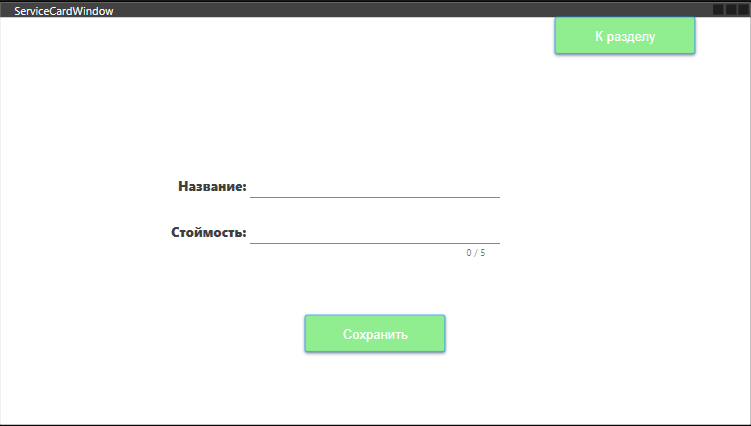 ServiceCardWindow
К разделу
Название:
Стоймость:
0 / 5
Сохранить